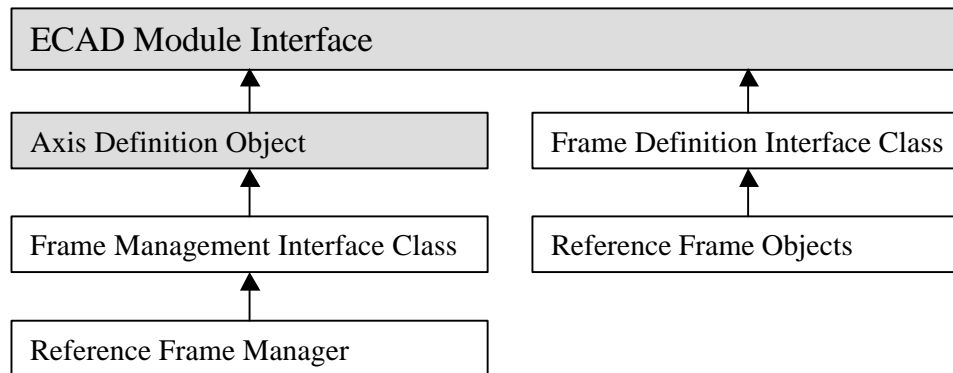 ECAD Module Interface
Axis Definition Object
Frame Definition Interface Class
Frame Management Interface Class
Reference Frame Objects
Reference Frame Manager